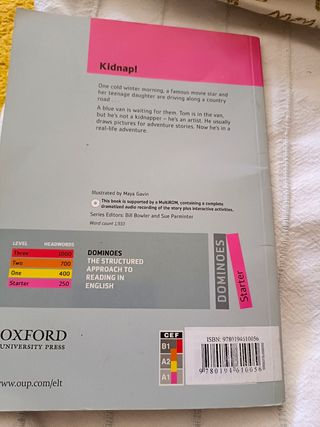 Kidnap!
One cold winter morning, a famous movie star and
her teenage daughter are driving along a country
road . . .
A blue van is waiting for them. Tom is in the van,
but he's not a kidnapper – he's an artist. He usually
draws pictures for adventure stories. Now he's in a
real-life adventure.
Illustrated by Maya Gavin
This book is supported by a MultiROM, containing a complete
dramatized audio recording of the story plus interactive activities.
Series Editors: Bill Bowler and Sue Parminter
Word count 1,931
LEVEL HEADWORDS
Three 1000
Two 700
One 400
Starter 250
DOMINOES
THE STRUCTURED
APPROACH TO
READING IN
ENGLISH
DOMINOES
Starter
OXFORD
UNIVERSITY PRESS
www.oup.com/elt
CEF
B1
A2
A1
ISBN: 9780194610056
9 780194 610056